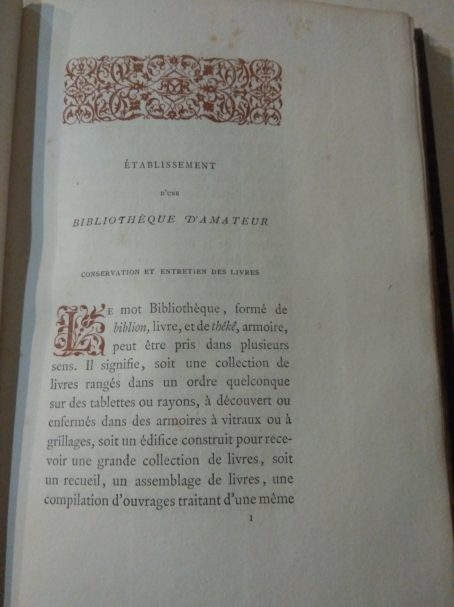 ÉTABLISSEMENT
D'UNE
BIBLIOTHÈQUE D'AMATEUR
CONSERVATION ET ENTRETIEN DES LIVRES
LE mot Bibliothèque, formé de
biblion, livre, et de thêkê, armoire,
peut être pris dans plusieurs
sens. Il signifie, soit une collection de
livres rangés dans un ordre quelconque
sur des tablettes ou rayons, à découvert ou
enfermés dans des armoires à vitraux ou à
grillages, soit un édifice construit pour rece-
voir une grande collection de livres, soit
un recueil, un assemblage de livres, une
compilation d'ouvrages traitant d'une même
1